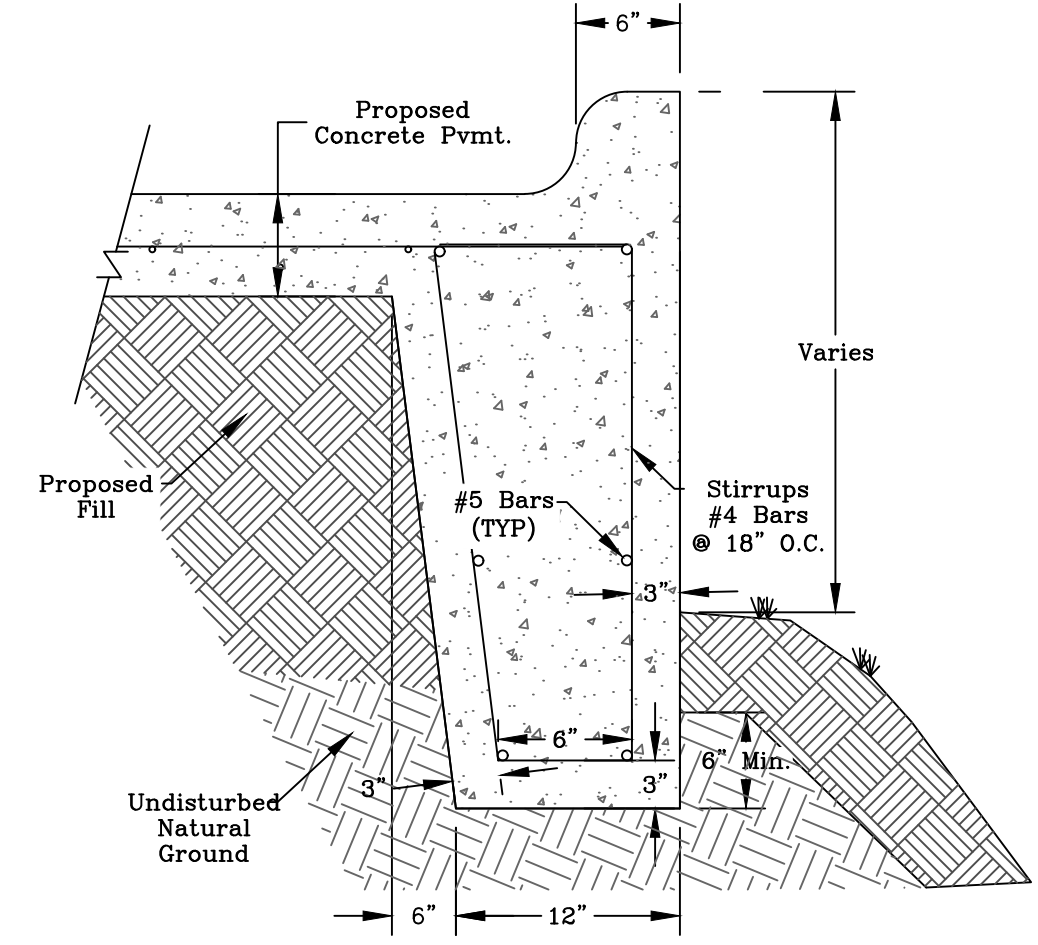 6”
Proposed
Concrete Pvmt.
Varies
Proposed
Fill
#5 Bars
(TYP)
Stirrups
#4 Bars
@ 18” O.C.
3”
6”
6” Min.
3”
3”
Undisturbed
Natural
Ground
6”
12”